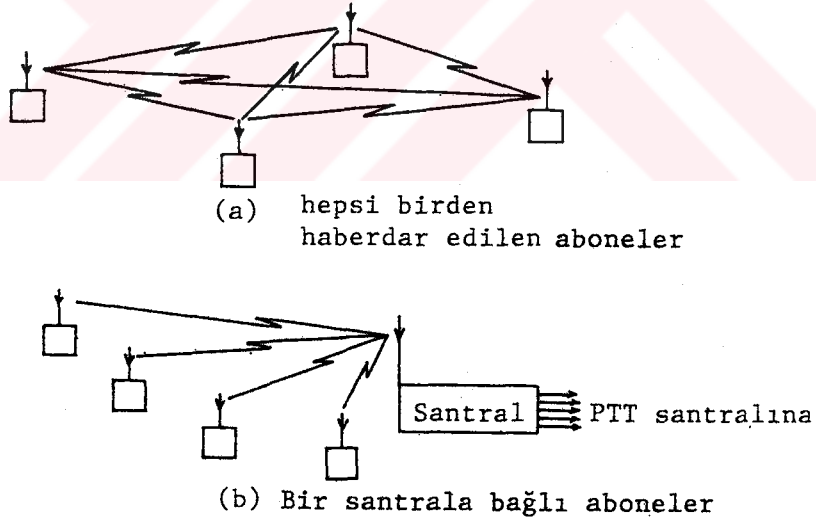 (a) hepsi birden
haberdar edilen aboneler
Santral PTT santralına
(b) Bir santrala bağlı aboneler